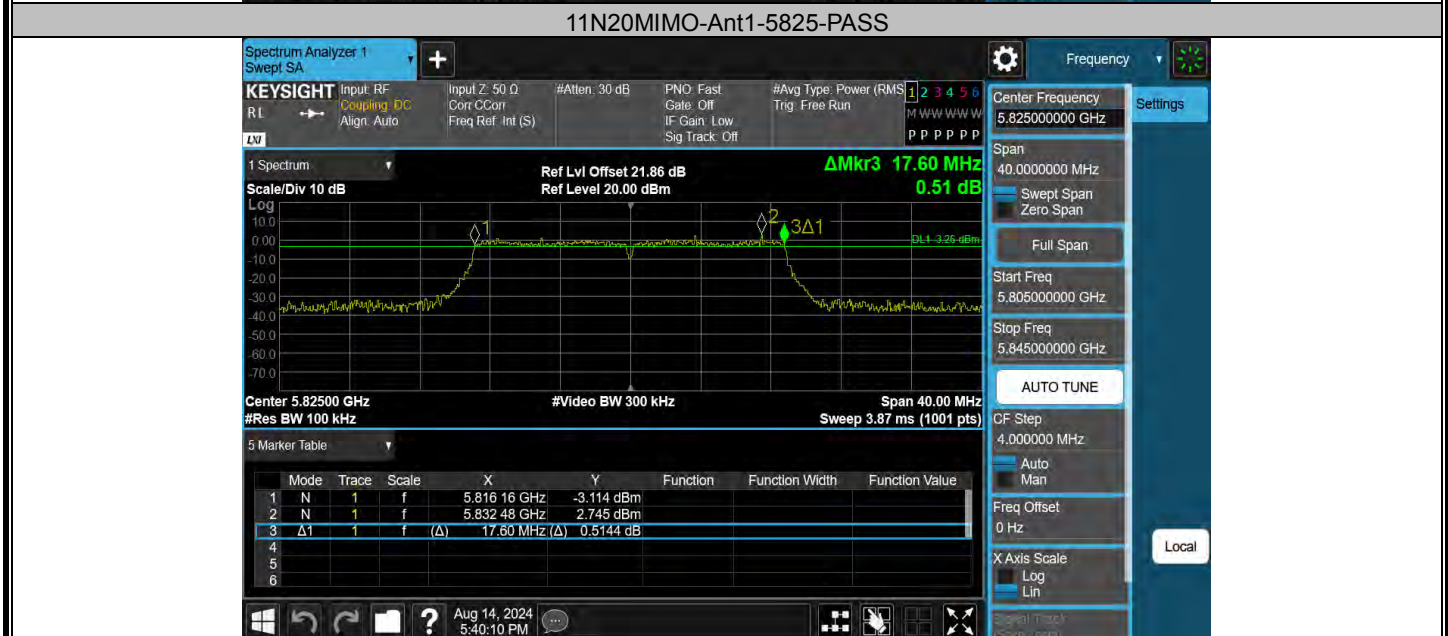 11N20MIMO-Ant1-5825-PASS
Spectrum Analyzer 1
Swept SA
+
Frequency
KEYSIGHT
RL
LXI
Input: RF
Coupling: DC
Align: Auto
Input Z: 50 Ω
Corr CCorr
Freq Ref: Int (S)
#Atten: 30 dB
PNO: Fast
Gate: Off
IF Gain: Low
Sig Track: Off
#Avg Type: Power (RMS
Trig: Free Run
1 2 3 4 5 6
M W W W W W
P P P P P P
1 Spectrum
Scale/Div 10 dB
Ref Lvl Offset 21.86 dB
Ref Level 20.00 dBm
ΔMkr3 17.60 MHz
0.51 dB
Log
10.0
0.00
-10.0
-20.0
-30.0
-40.0
-50.0
-60.0
-70.0
1
2
3Δ1
DL1 -3.25 dBm
Center 5.82500 GHz
#Res BW 100 kHz
#Video BW 300 kHz
Span 40.00 MHz
Sweep 3.87 ms (1001 pts)
5 Marker Table
Mode Trace Scale X Y Function Function Width Function Value
1 N 1 f 5.816 16 GHz -3.114 dBm
2 N 1 f 5.832 48 GHz 2.745 dBm
3 Δ1 1 f (Δ) 17.60 MHz (Δ) 0.5144 dB
4
5
6
?
Aug 14, 2024
5:40:10 PM
Center Frequency
5.825000000 GHz
Settings
Span
40.0000000 MHz
Swept Span
Zero Span
Full Span
Start Freq
5.805000000 GHz
Stop Freq
5.845000000 GHz
AUTO TUNE
CF Step
4.000000 MHz
Auto
Man
Freq Offset
0 Hz
X Axis Scale
Log
Lin
Local
Signal Track